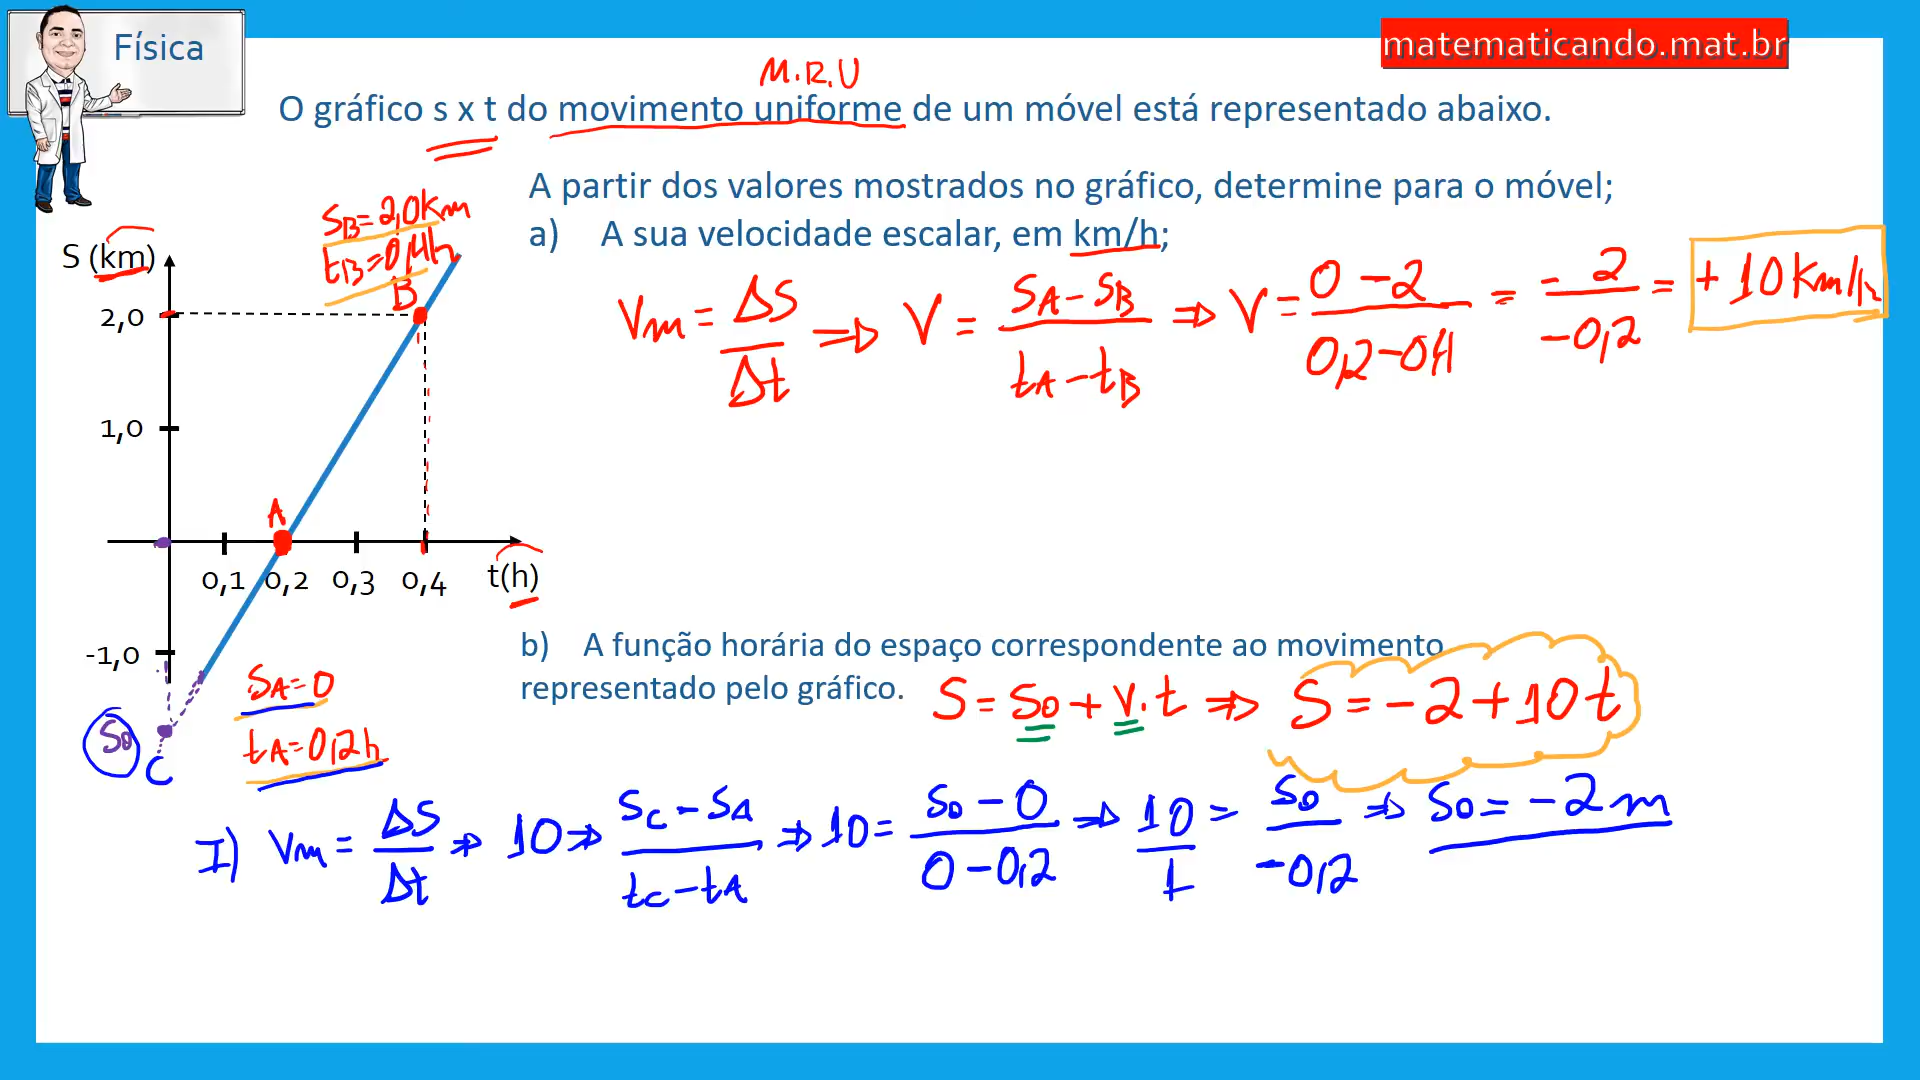 Física
matematicando.mat.br
M.R.U
O gráfico s x t do movimento uniforme de um móvel está representado abaixo.
A partir dos valores mostrados no gráfico, determine para o móvel;
a) A sua velocidade escalar, em km/h;
SB=2,0km
tB=0,4h
B
S (km)
2,0
1,0
A
0,1 0,2 0,3 0,4 t(h)
-1,0
S0
C
SA=0
tA=0,2h
Vm = ΔS/Δt ⇒ V = SA-SB/tA-tB ⇒ V = 0-2/0,2-0,4 = -2/-0,2 = +10km/h
b) A função horária do espaço correspondente ao movimento
representado pelo gráfico.
S = S0 + V.t ⇒ S = -2+10t
I) Vm = ΔS/Δt ⇒ 10 ⇒ SC-SA/tC-tA ⇒ 10 = S0-0/0-0,2 ⇒ 10/1 = S0/-0,2 ⇒ S0 = -2m